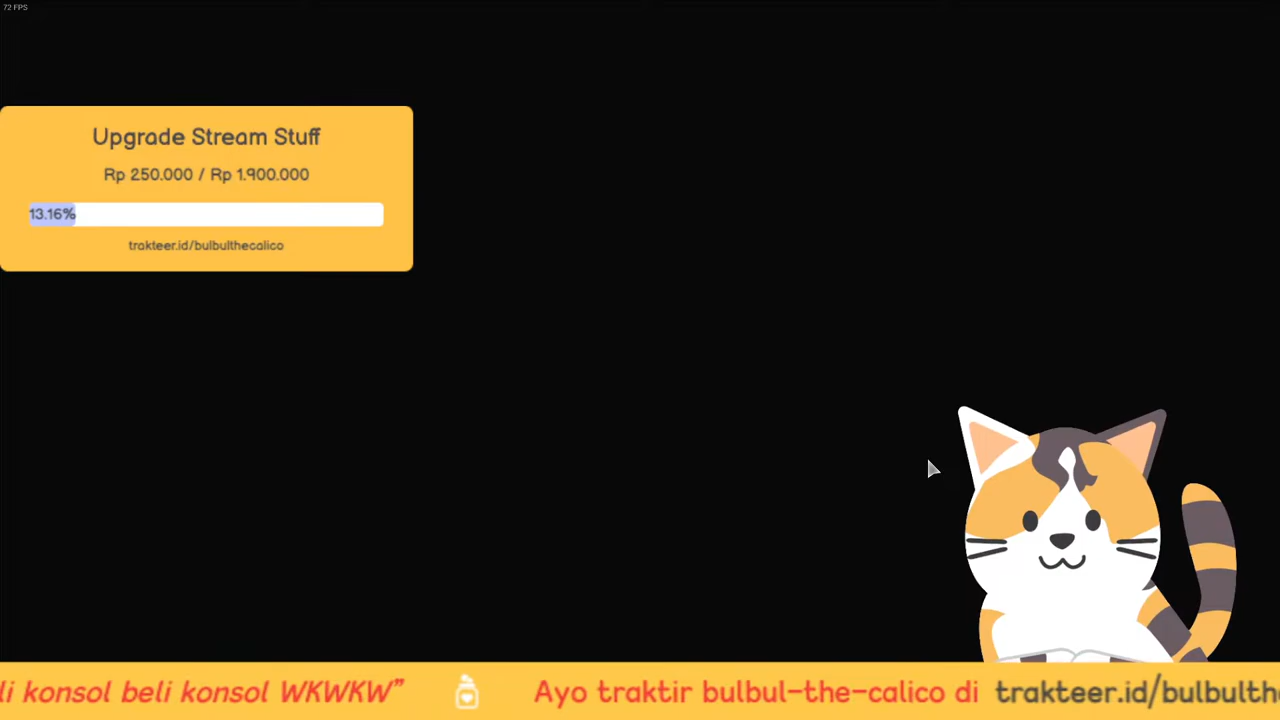 72 FPS
Upgrade Stream Stuff
Rp 250.000 / Rp 1.900.000
13.16%
trakteer.id/bulbulthecalico
li konsol beli konsol WKWKW” Ayo traktir bulbul-the-calico di trakteer.id/bulbulth